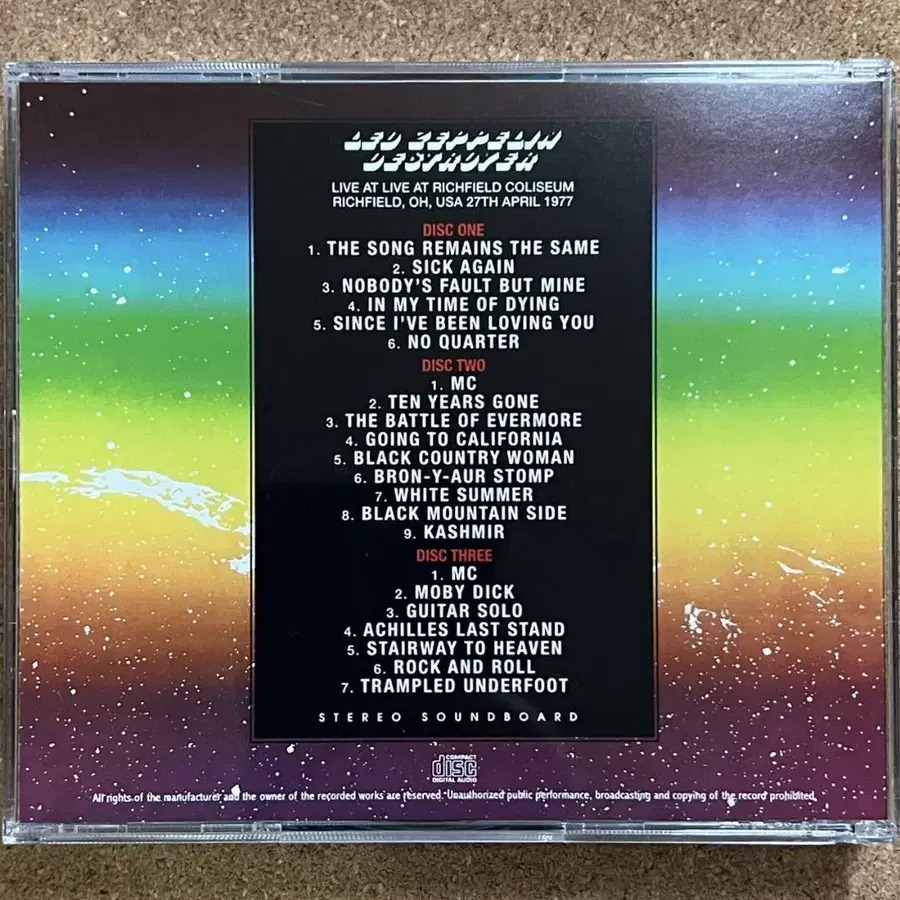 LED ZEPPELIN
DESTROYER
LIVE AT LIVE AT RICHFIELD COLISEUM
RICHFIELD, OH, USA 27TH APRIL 1977
DISC ONE
1. THE SONG REMAINS THE SAME
2. SICK AGAIN
3. NOBODY'S FAULT BUT MINE
4. IN MY TIME OF DYING
5. SINCE I'VE BEEN LOVING YOU
6. NO QUARTER
DISC TWO
1. MC
2. TEN YEARS GONE
3. THE BATTLE OF EVERMORE
4. GOING TO CALIFORNIA
5. BLACK COUNTRY WOMAN
6. BRON-Y-AUR STOMP
7. WHITE SUMMER
8. BLACK MOUNTAIN SIDE
9. KASHMIR
DISC THREE
1. MC
2. MOBY DICK
3. GUITAR SOLO
4. ACHILLES LAST STAND
5. STAIRWAY TO HEAVEN
6. ROCK AND ROLL
7. TRAMPLED UNDERFOOT
STEREO SOUNDBOARD
COMPACT
disc
DIGITAL AUDIO
All rights of the manufacturer and the owner of the recorded works are reserved. Unauthorized public performance, broadcasting and copying of the record prohibited.